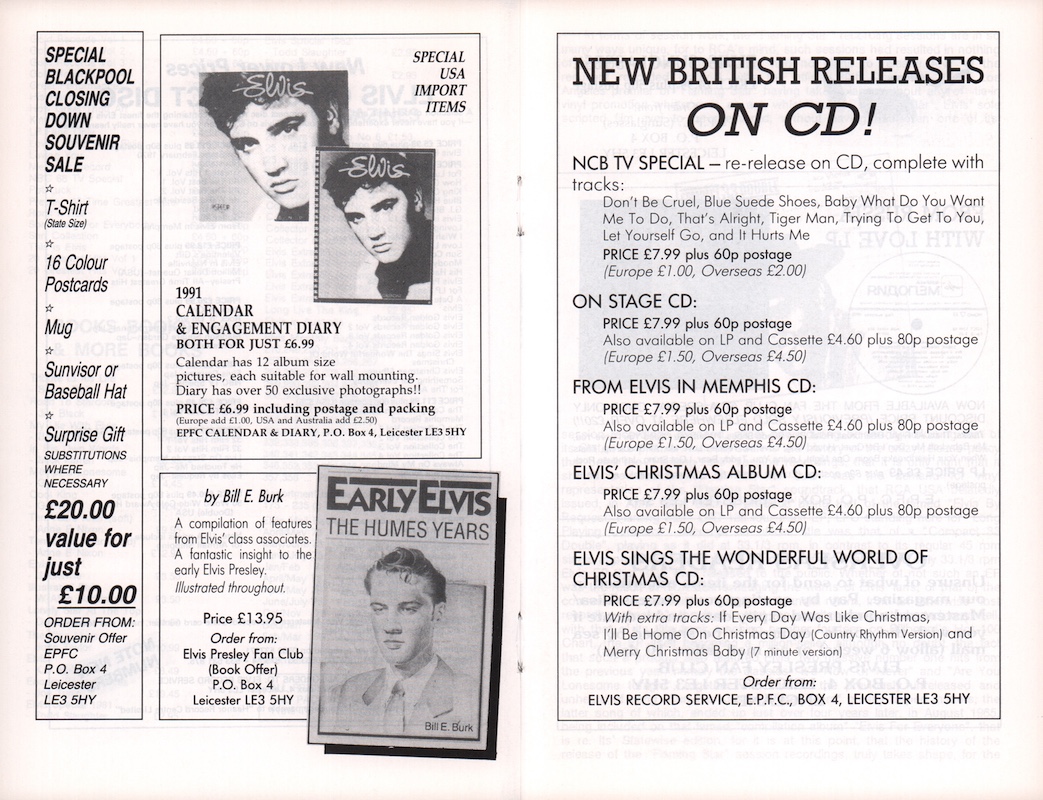 SPECIAL
BLACKPOOL
CLOSING
DOWN
SOUVENIR
SALE
☆
T-Shirt
(State Size)
☆
16 Colour
Postcards
☆
Mug
☆
Sunvisor or
Baseball Hat
☆
Surprise Gift
SUBSTITUTIONS
WHERE
NECESSARY
£20.00
value for
just
£10.00
ORDER FROM:
Souvenir Offer
EPFC
P.O. Box 4
Leicester
LE3 5HY
SPECIAL
USA
IMPORT
ITEMS
Elvis
Elvis
1991
CALENDAR
& ENGAGEMENT DIARY
BOTH FOR JUST £6.99
Calendar has 12 album size
pictures, each suitable for wall mounting.
Diary has over 50 exclusive photographs!!
PRICE £6.99 including postage and packing
(Europe add £1.00, USA and Australia add £2.50)
EPFC CALENDAR & DIARY, P.O. Box 4, Leicester LE3 5HY
by Bill E. Burk
A compilation of features
from Elvis' class associates.
A fantastic insight to the
early Elvis Presley.
Illustrated throughout.
Price £13.95
Order from:
Elvis Presley Fan Club
(Book Offer)
P.O. Box 4
Leicester LE3 5HY
EARLY ELVIS
THE HUMES YEARS
Bill E. Burk
NEW BRITISH RELEASES
ON CD!
NCB TV SPECIAL – re-release on CD, complete with
tracks:
Don't Be Cruel, Blue Suede Shoes, Baby What Do You Want
Me To Do, That's Alright, Tiger Man, Trying To Get To You,
Let Yourself Go, and It Hurts Me
PRICE £7.99 plus 60p postage
(Europe £1.00, Overseas £2.00)
ON STAGE CD:
PRICE £7.99 plus 60p postage
Also available on LP and Cassette £4.60 plus 80p postage
(Europe £1.50, Overseas £4.50)
FROM ELVIS IN MEMPHIS CD:
PRICE £7.99 plus 60p postage
Also available on LP and Cassette £4.60 plus 80p postage
(Europe £1.50, Overseas £4.50)
ELVIS' CHRISTMAS ALBUM CD:
PRICE £7.99 plus 60p postage
Also available on LP and Cassette £4.60 plus 80p postage
(Europe £1.50, Overseas £4.50)
ELVIS SINGS THE WONDERFUL WORLD OF
CHRISTMAS CD:
PRICE £7.99 plus 60p postage
With extra tracks: If Every Day Was Like Christmas,
I'll Be Home On Christmas Day (Country Rhythm Version) and
Merry Christmas Baby (7 minute version)
Order from:
ELVIS RECORD SERVICE, E.P.F.C., BOX 4, LEICESTER LE3 5HY